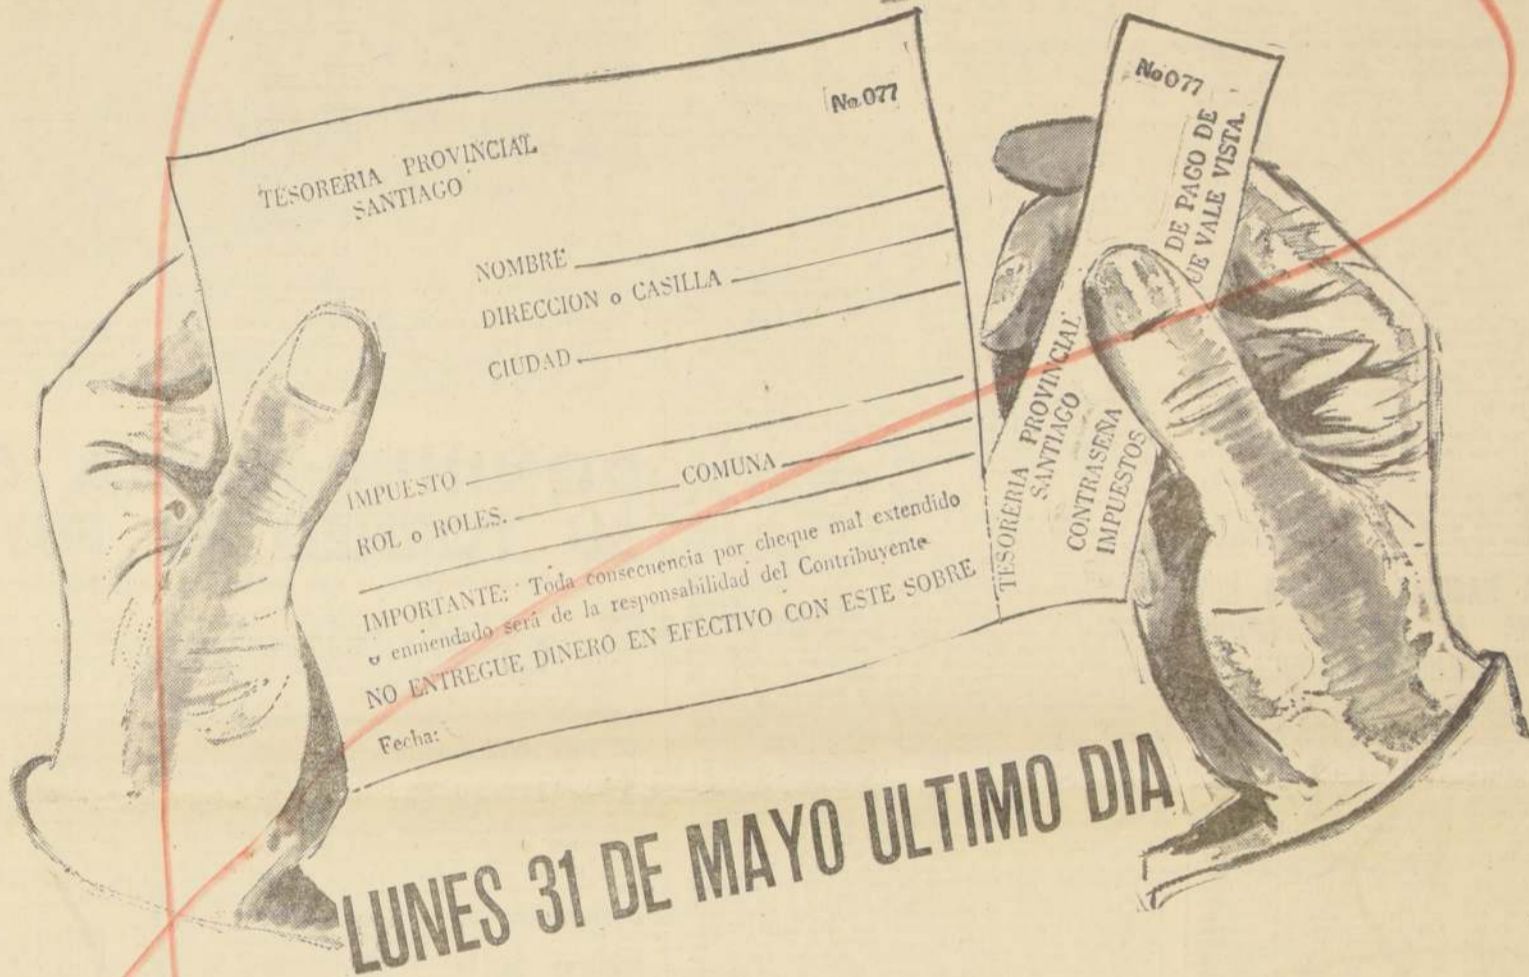 No. 077
TESORERIA PROVINCIAL
SANTIAGO
NOMBRE
DIRECCION o CASILLA
CIUDAD
IMPUESTO
ROL o ROLES. COMUNA
IMPORTANTE: Toda consecuencia por cheque mal extendido
o enmendado será de la responsabilidad del Contribuyente
NO ENTREGUE DINERO EN EFECTIVO CON ESTE SOBRE
Fecha:
No 077
TESORERIA PROVINCIAL
SANTIAGO
CONTRASEÑA DE PAGO DE
IMPUESTOS UE VALE VISTA.
LUNES 31 DE MAYO ULTIMO DIA